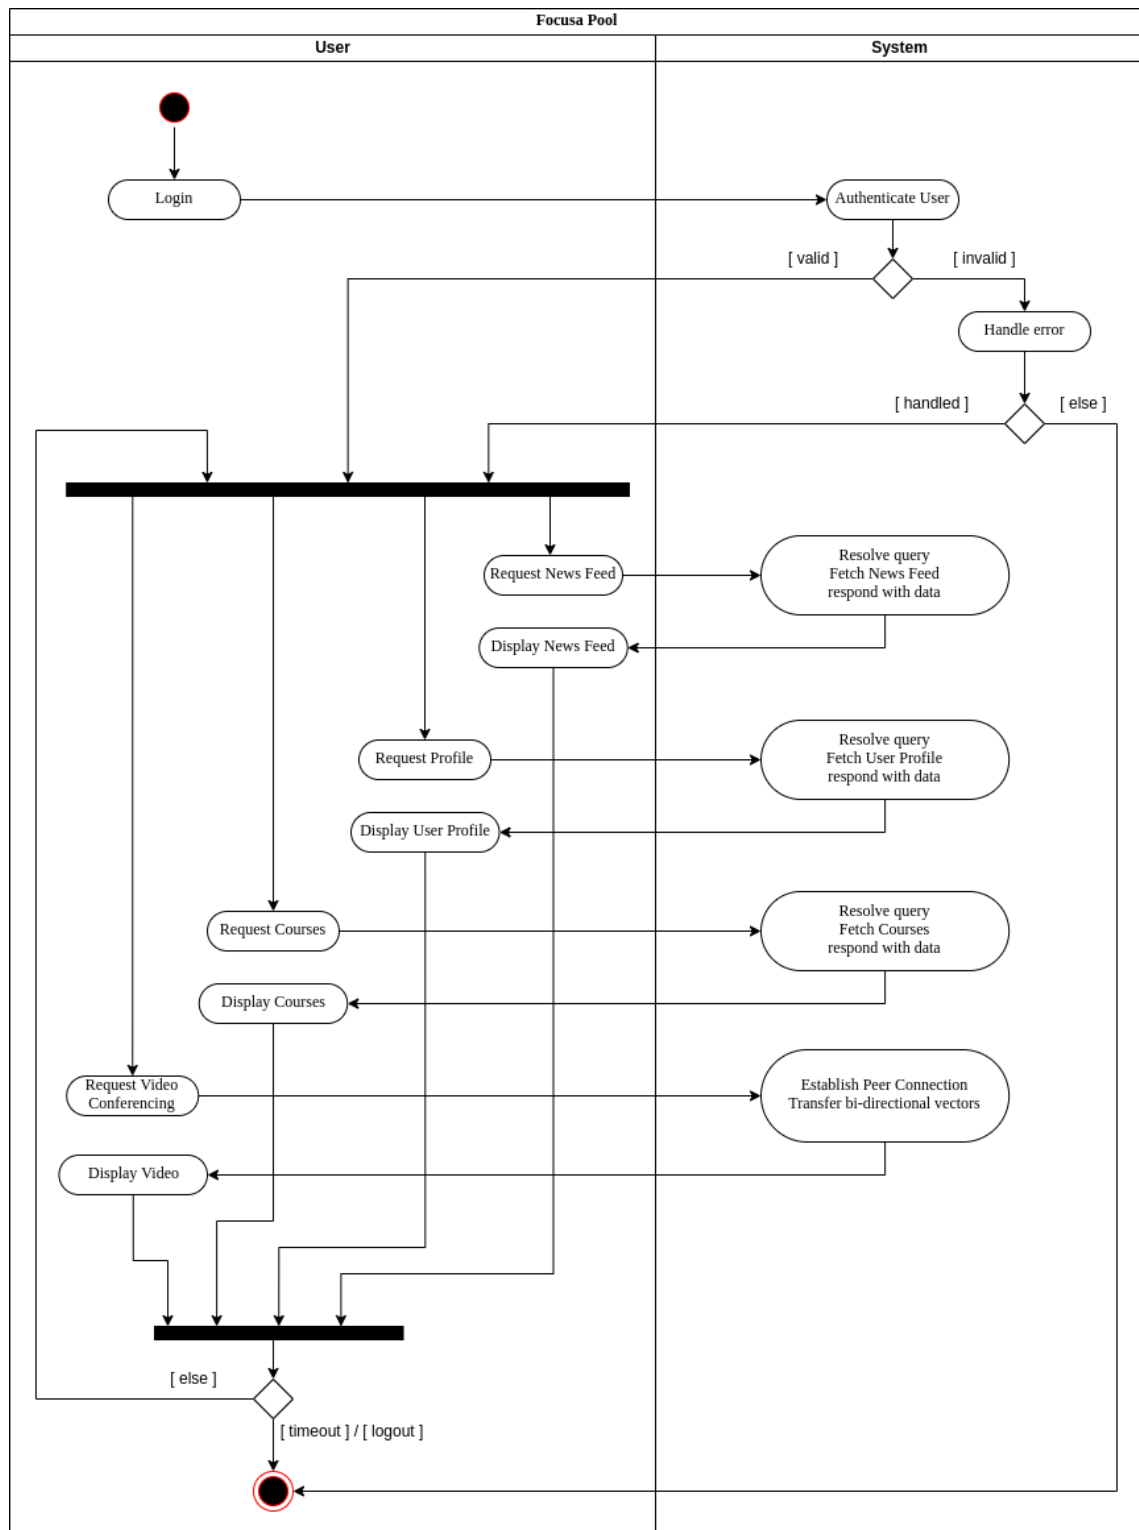 Focusa Pool
User
System
Login
Authenticate User
[ valid ]
[ invalid ]
Handle error
[ handled ]
[ else ]
Request News Feed
Resolve query
Fetch News Feed
respond with data
Display News Feed
Request Profile
Resolve query
Fetch User Profile
respond with data
Display User Profile
Request Courses
Resolve query
Fetch Courses
respond with data
Display Courses
Request Video
Conferencing
Establish Peer Connection
Transfer bi-directional vectors
Display Video
[ else ]
[ timeout ] / [ logout ]